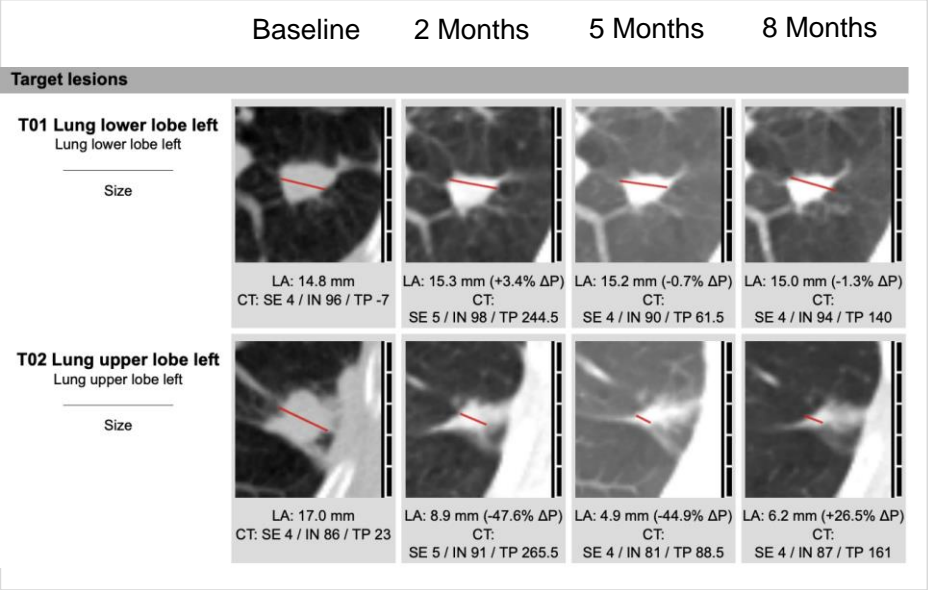 Baseline 2 Months 5 Months 8 Months
Target lesions
T01 Lung lower lobe left
Lung lower lobe left
Size
LA: 14.8 mm
CT: SE 4 / IN 96 / TP -7
LA: 15.3 mm (+3.4% ΔP)
CT:
SE 5 / IN 98 / TP 244.5
LA: 15.2 mm (-0.7% ΔP)
CT:
SE 4 / IN 90 / TP 61.5
LA: 15.0 mm (-1.3% ΔP)
CT:
SE 4 / IN 94 / TP 140
T02 Lung upper lobe left
Lung upper lobe left
Size
LA: 17.0 mm
CT: SE 4 / IN 86 / TP 23
LA: 8.9 mm (-47.6% ΔP)
CT:
SE 5 / IN 91 / TP 265.5
LA: 4.9 mm (-44.9% ΔP)
CT:
SE 4 / IN 81 / TP 88.5
LA: 6.2 mm (+26.5% ΔP)
CT:
SE 4 / IN 87 / TP 161